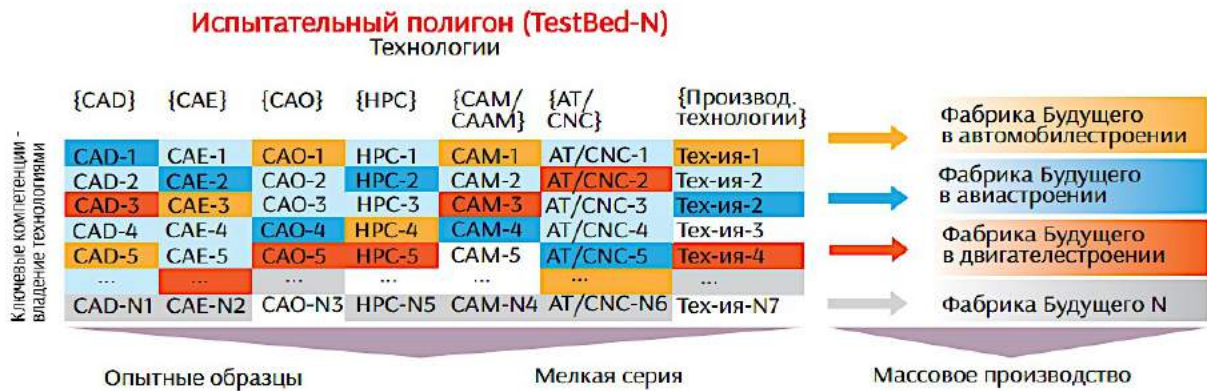 Испытательный полигон (TestBed-N)
Технологии
{CAD} {CAE} {CAO} {HPC} {CAM/ CAAM} {AT/ CNC} {Производ. технологии}
Ключевые компетенции -
владение технологиями
CAD-1 CAE-1 CAO-1 HPC-1 CAM-1 AT/CNC-1 Тех-ия-1
CAD-2 CAE-2 CAO-2 HPC-2 CAM-2 AT/CNC-2 Тех-ия-2
CAD-3 CAE-3 CAO-3 HPC-3 CAM-3 AT/CNC-3 Тех-ия-2
CAD-4 CAE-4 CAO-4 HPC-4 CAM-4 AT/CNC-4 Тех-ия-3
CAD-5 CAE-5 CAO-5 HPC-5 CAM-5 AT/CNC-5 Тех-ия-4
... ... ... ... ... ... ...
CAD-N1 CAE-N2 CAO-N3 HPC-N5 CAM-N4 AT/CNC-N6 Тех-ия-N7
Фабрика Будущего
в автомобилестроении
Фабрика Будущего
в авиастроении
Фабрика Будущего
в двигателестроении
Фабрика Будущего N
Опытные образцы Мелкая серия Массовое производство